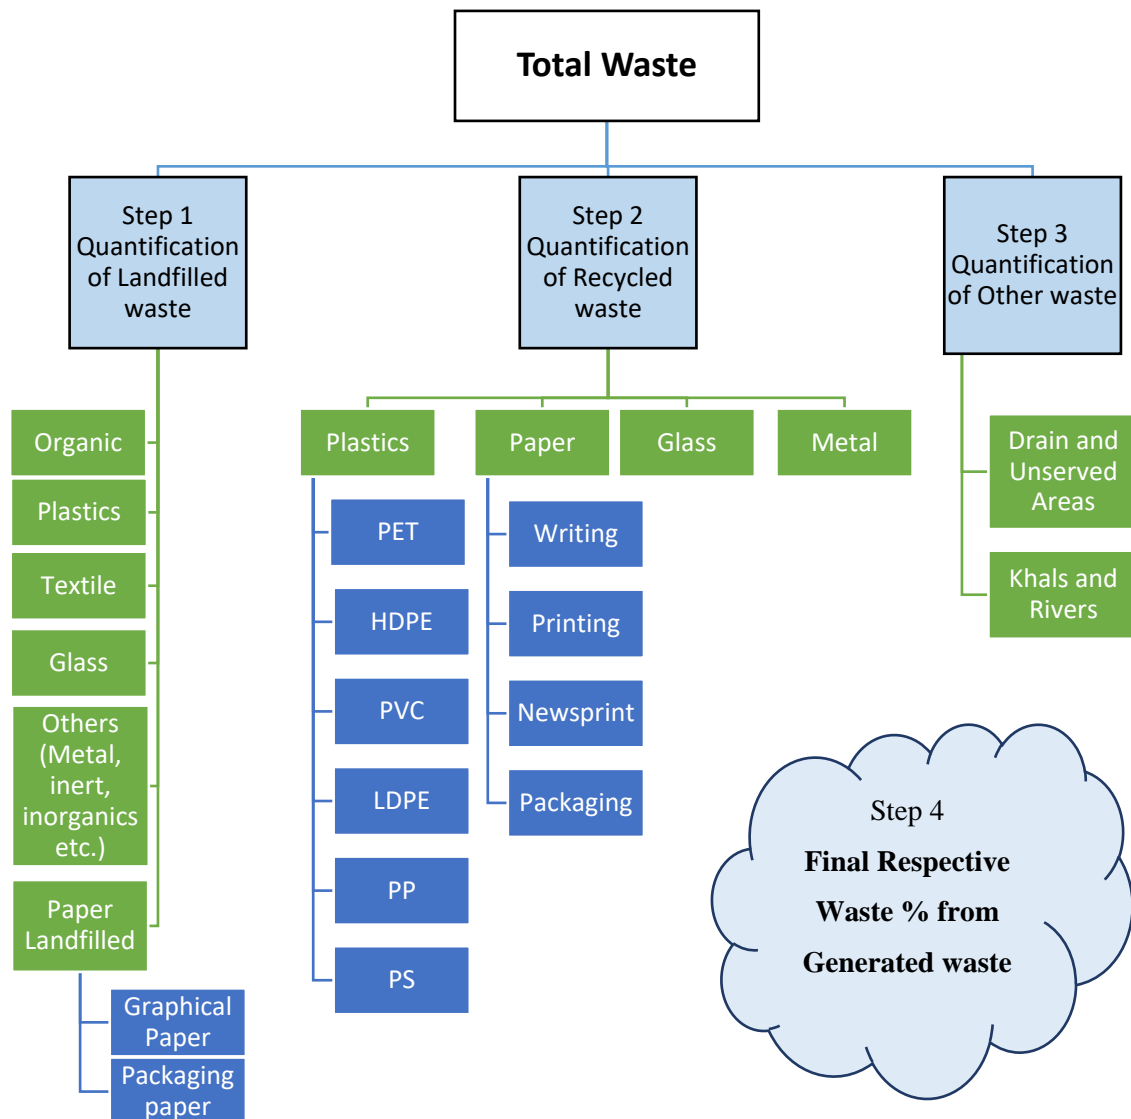 Total Waste
Step 1
Quantification
of Landfilled
waste
Step 2
Quantification
of Recycled
waste
Step 3
Quantification
of Other waste
Organic
Plastics
Textile
Glass
Others
(Metal,
inert,
inorganics
etc.)
Paper
Landfilled
Graphical
Paper
Packaging
paper
Plastics
PET
HDPE
PVC
LDPE
PP
PS
Paper
Writing
Printing
Newsprint
Packaging
Glass
Metal
Drain and
Unserved
Areas
Khals and
Rivers
Step 4
Final Respective
Waste % from
Generated waste